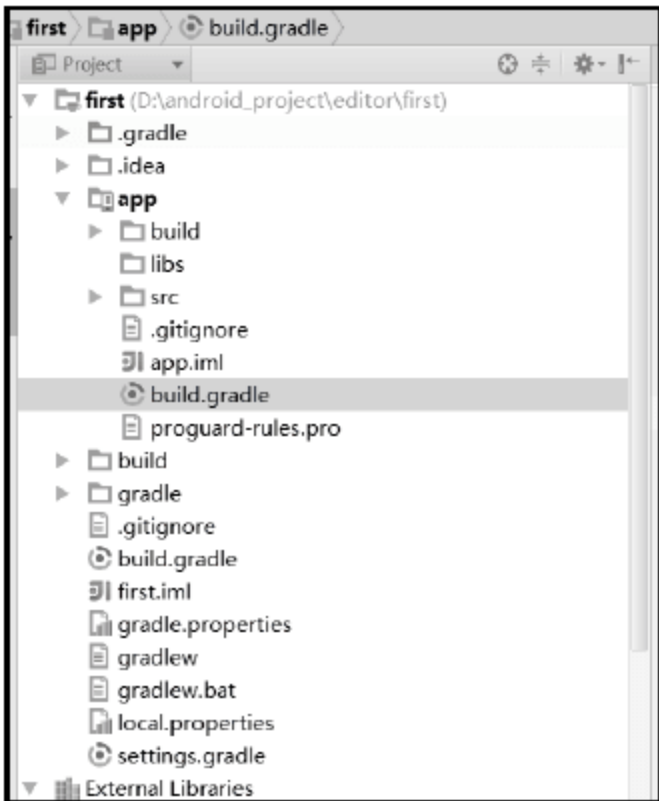 first app build.gradle
Project
first (D:\android_project\editor\first)
.gradle
.idea
app
build
libs
src
.gitignore
app.iml
build.gradle
proguard-rules.pro
build
gradle
.gitignore
build.gradle
first.iml
gradle.properties
gradlew
gradlew.bat
local.properties
settings.gradle
External Libraries